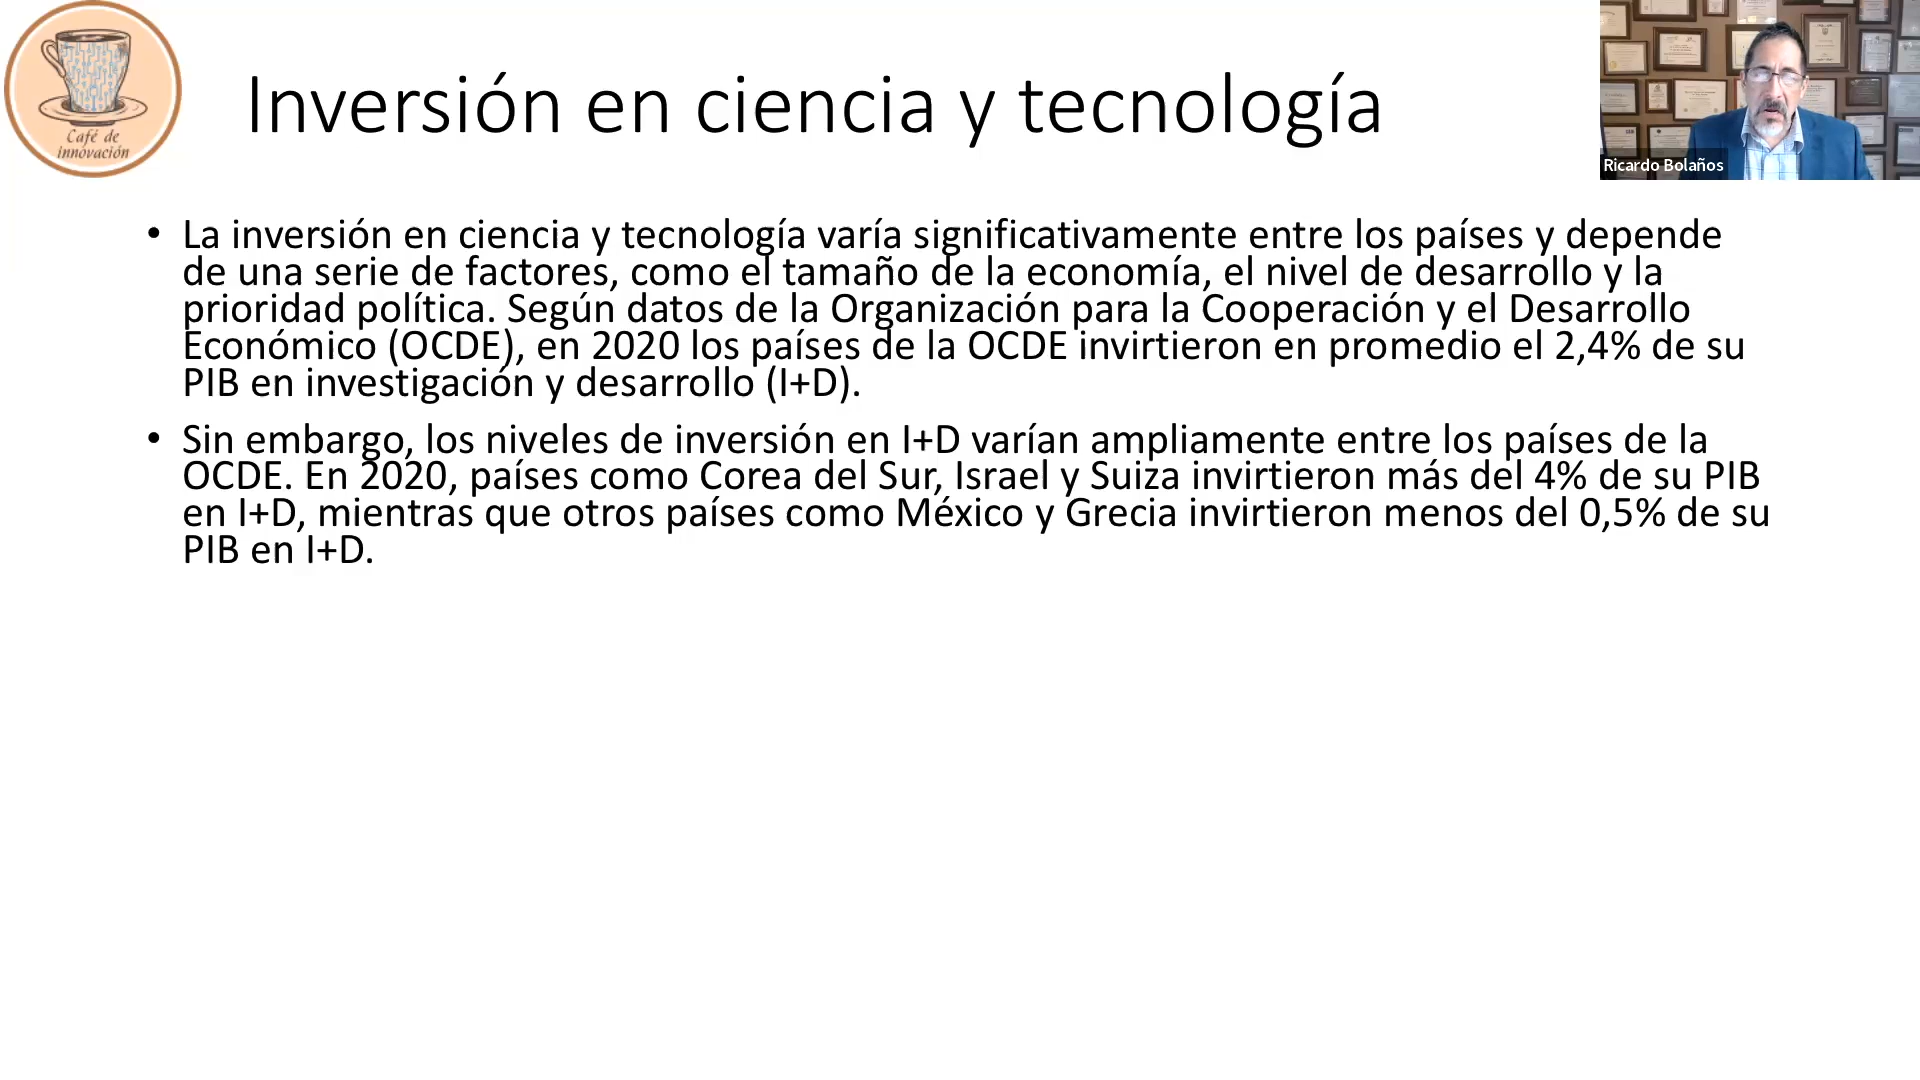 Café de
innovación
Inversión en ciencia y tecnología
Ricardo Bolaños
• La inversión en ciencia y tecnología varía significativamente entre los países y depende
de una serie de factores, como el tamaño de la economía, el nivel de desarrollo y la
prioridad política. Según datos de la Organización para la Cooperación y el Desarrollo
Económico (OCDE), en 2020 los países de la OCDE invirtieron en promedio el 2,4% de su
PIB en investigación y desarrollo (I+D).
• Sin embargo, los niveles de inversión en I+D varían ampliamente entre los países de la
OCDE. En 2020, países como Corea del Sur, Israel y Suiza invirtieron más del 4% de su PIB
en I+D, mientras que otros países como México y Grecia invirtieron menos del 0,5% de su
PIB en I+D.